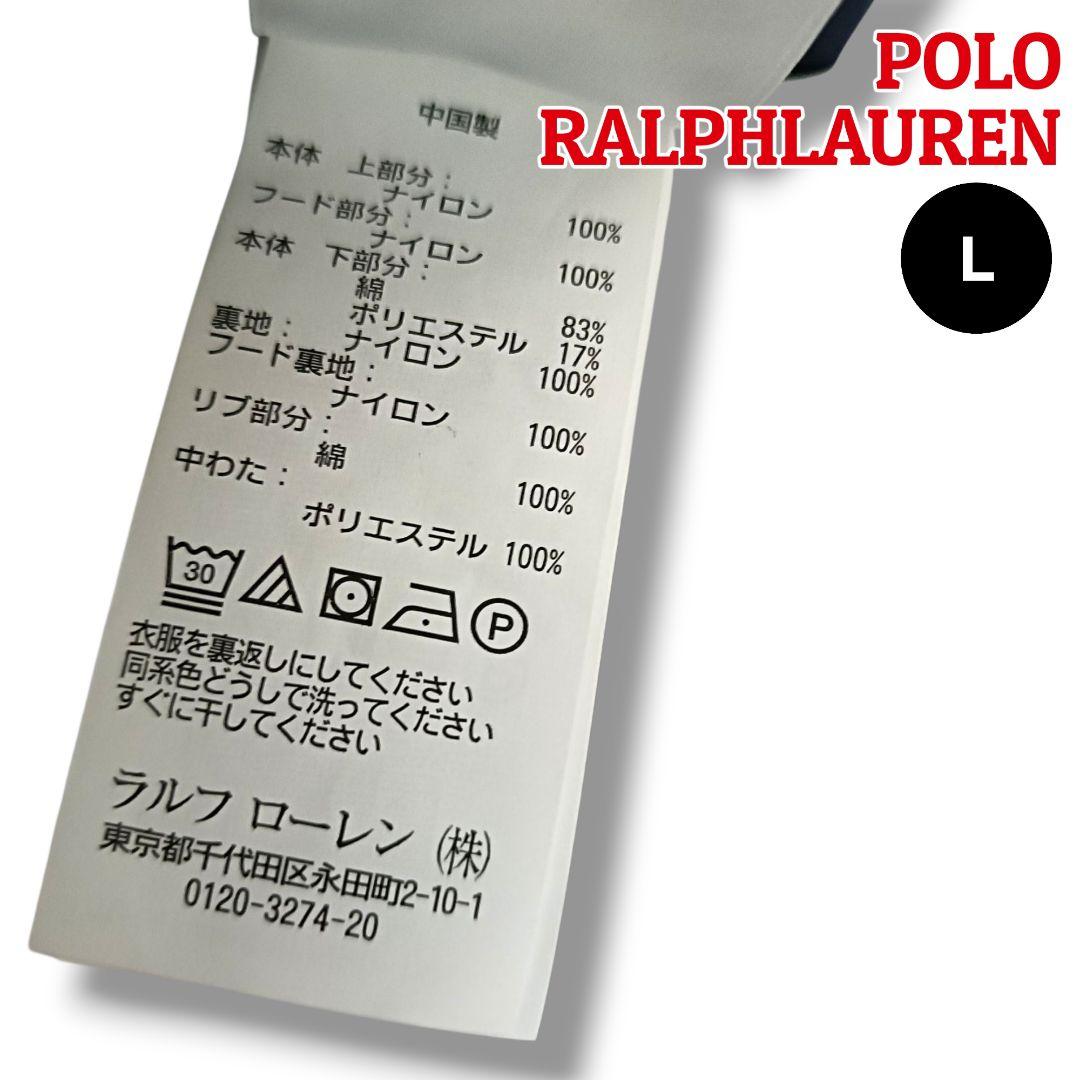 POLO
RALPHLAUREN
L
中国製
本体 上部分:
ナイロン 100%
フード部分:
ナイロン 100%
本体 下部分:
綿 83%
ポリエステル 17%
裏地: ナイロン 100%
フード裏地:
ナイロン 100%
リブ部分:
綿 100%
中わた:
ポリエステル 100%
30
P
衣服を裏返しにしてください
同系色どうしで洗ってください
すぐに干してください
ラルフ ローレン (株)
東京都千代田区永田町2-10-1
0120-3274-20